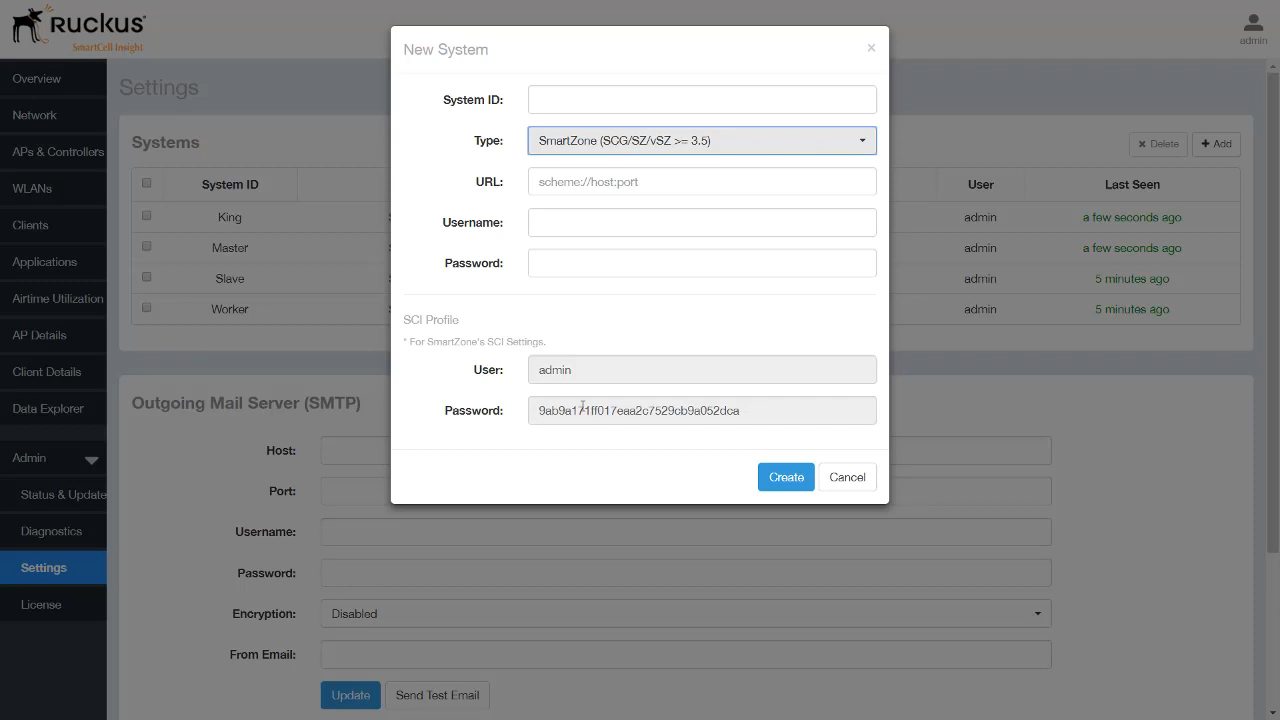 Ruckus
SmartCell Insight
admin
Overview
Network
APs & Controllers
WLANs
Clients
Applications
Airtime Utilization
AP Details
Client Details
Data Explorer
Admin
Status & Update
Diagnostics
Settings
License
Settings
Systems
× Delete
+ Add
System ID
User
Last Seen
King
admin
a few seconds ago
Master
admin
a few seconds ago
Slave
admin
5 minutes ago
Worker
admin
5 minutes ago
Outgoing Mail Server (SMTP)
Host:
Port:
Username:
Password:
Encryption:
Disabled
From Email:
Update
Send Test Email
New System
×
System ID:
Type:
SmartZone (SCG/SZ/vSZ >= 3.5)
URL:
scheme://host:port
Username:
Password:
SCI Profile
* For SmartZone's SCI Settings.
User:
admin
Password:
9ab9a171ff017eaa2c7529cb9a052dca
Create
Cancel